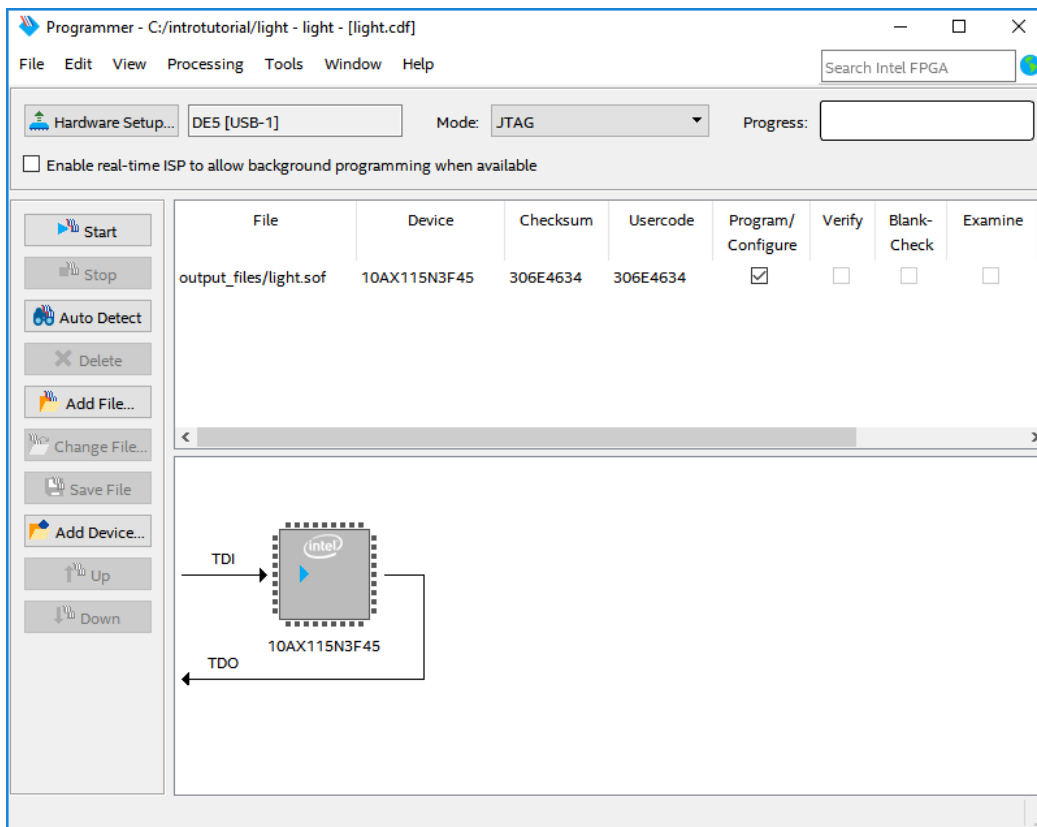 Programmer - C:/introtutorial/light - light - [light.cdf]
File Edit View Processing Tools Window Help
Search Intel FPGA
Hardware Setup... DE5 [USB-1] Mode: JTAG Progress:
Enable real-time ISP to allow background programming when available
Start
Stop
Auto Detect
Delete
Add File...
Change File...
Save File
Add Device...
Up
Down
File Device Checksum Usercode Program/ Verify Blank- Examine
Configure Check
output_files/light.sof 10AX115N3F45 306E4634 306E4634
intel
TDI
10AX115N3F45
TDO